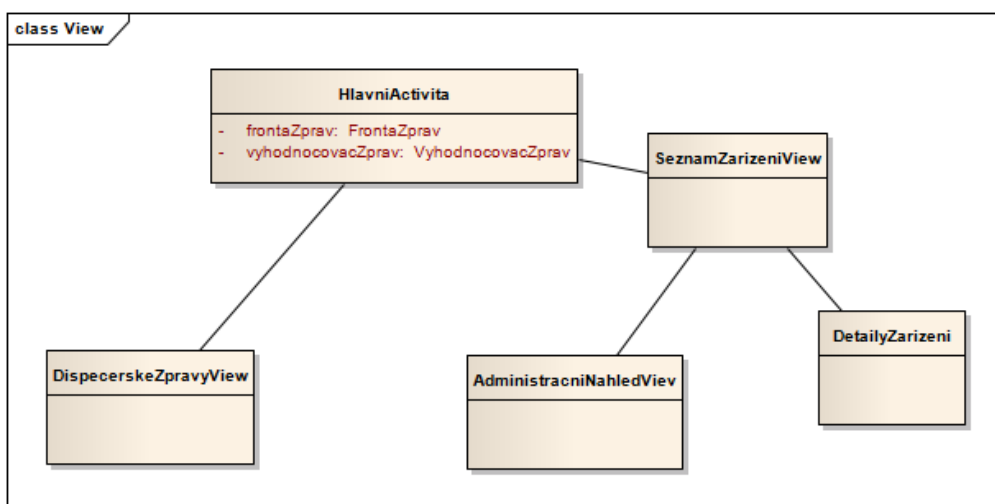 class View
HlavniActivita
- frontaZprav: FrontaZprav
- vyhodnocovacZprav: VyhodnocovacZprav
SeznamZarizeniView
DetailyZarizeni
DispecerskeZpravyView
AdministracniNahledViev